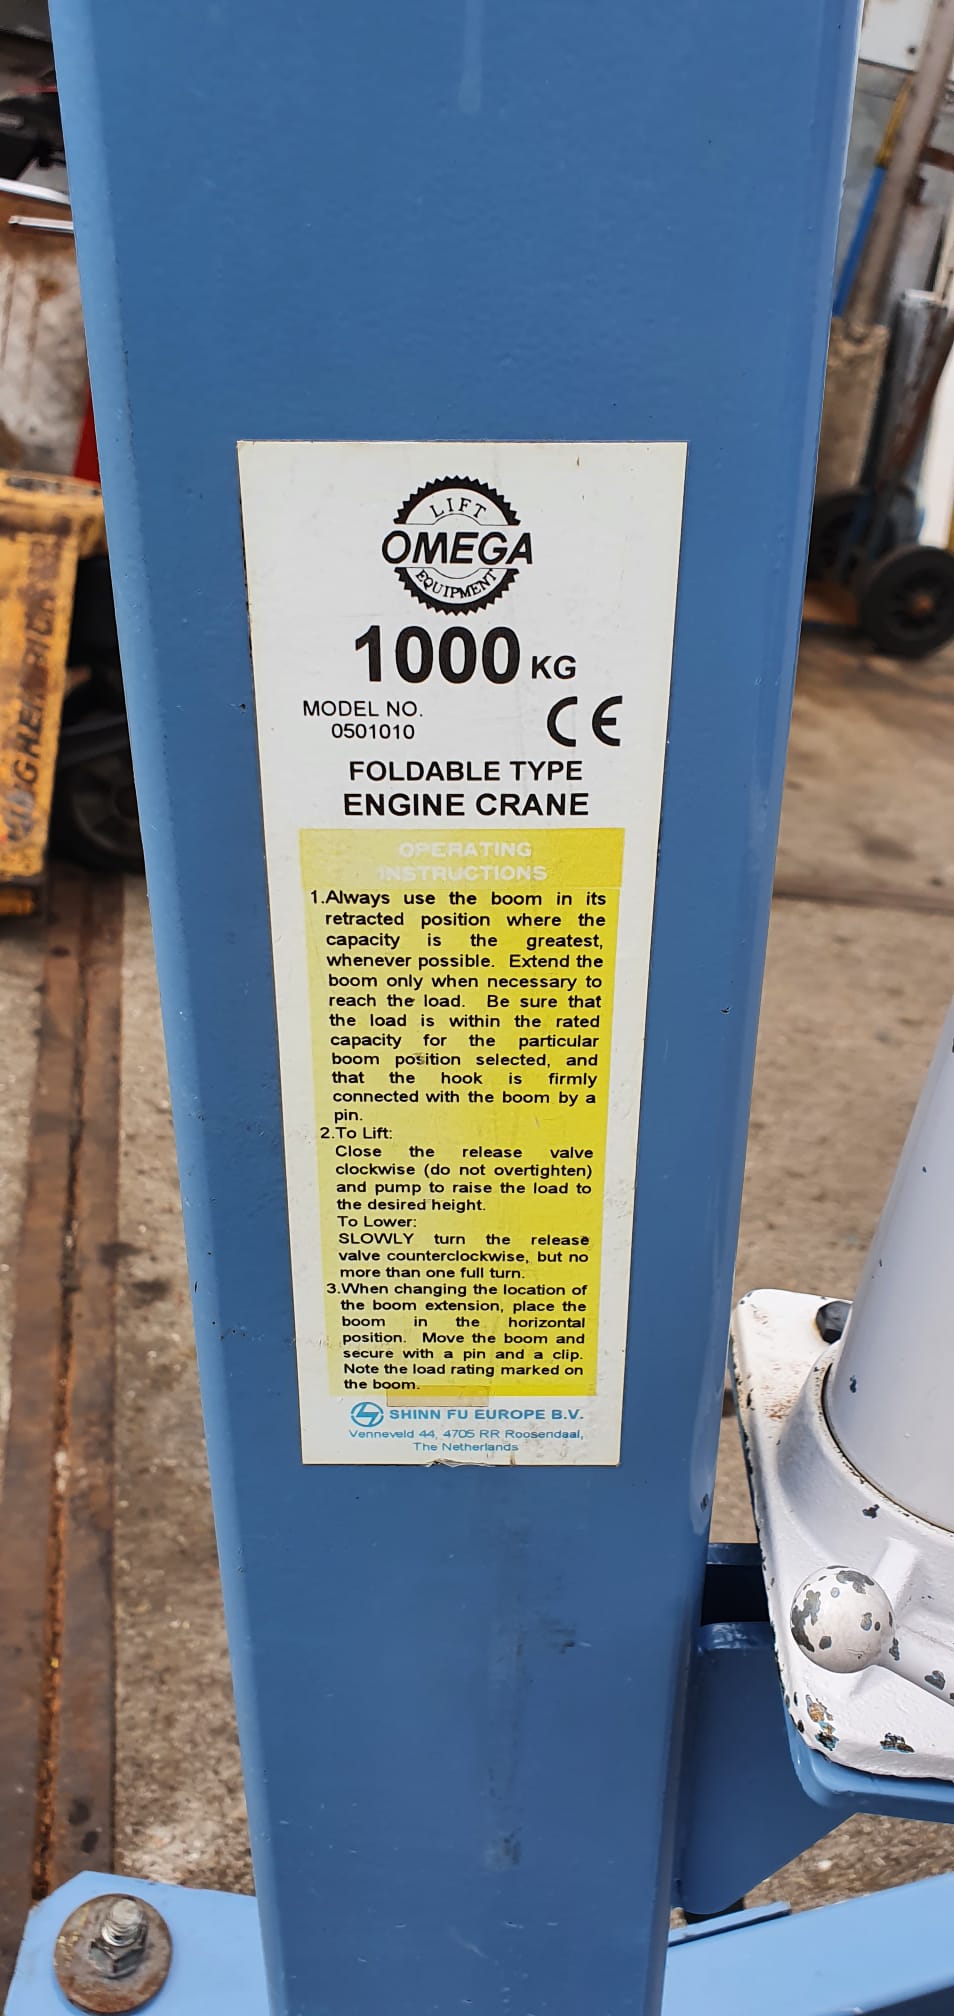 LIFT
OMEGA
EQUIPMENT
1000 KG
MODEL NO.
0501010
CE
FOLDABLE TYPE
ENGINE CRANE
OPERATING
INSTRUCTIONS
1.Always use the boom in its
retracted position where the
capacity is the greatest,
whenever possible. Extend the
boom only when necessary to
reach the load. Be sure that
the load is within the rated
capacity for the particular
boom position selected, and
that the hook is firmly
connected with the boom by a
pin.
2.To Lift:
Close the release valve
clockwise (do not overtighten)
and pump to raise the load to
the desired height.
To Lower:
SLOWLY turn the release
valve counterclockwise, but no
more than one full turn.
3.When changing the location of
the boom extension, place the
boom in the horizontal
position. Move the boom and
secure with a pin and a clip.
Note the load rating marked on
the boom.
SHINN FU EUROPE B.V.
Venneveld 44, 4705 RR Roosendaal,
The Netherlands